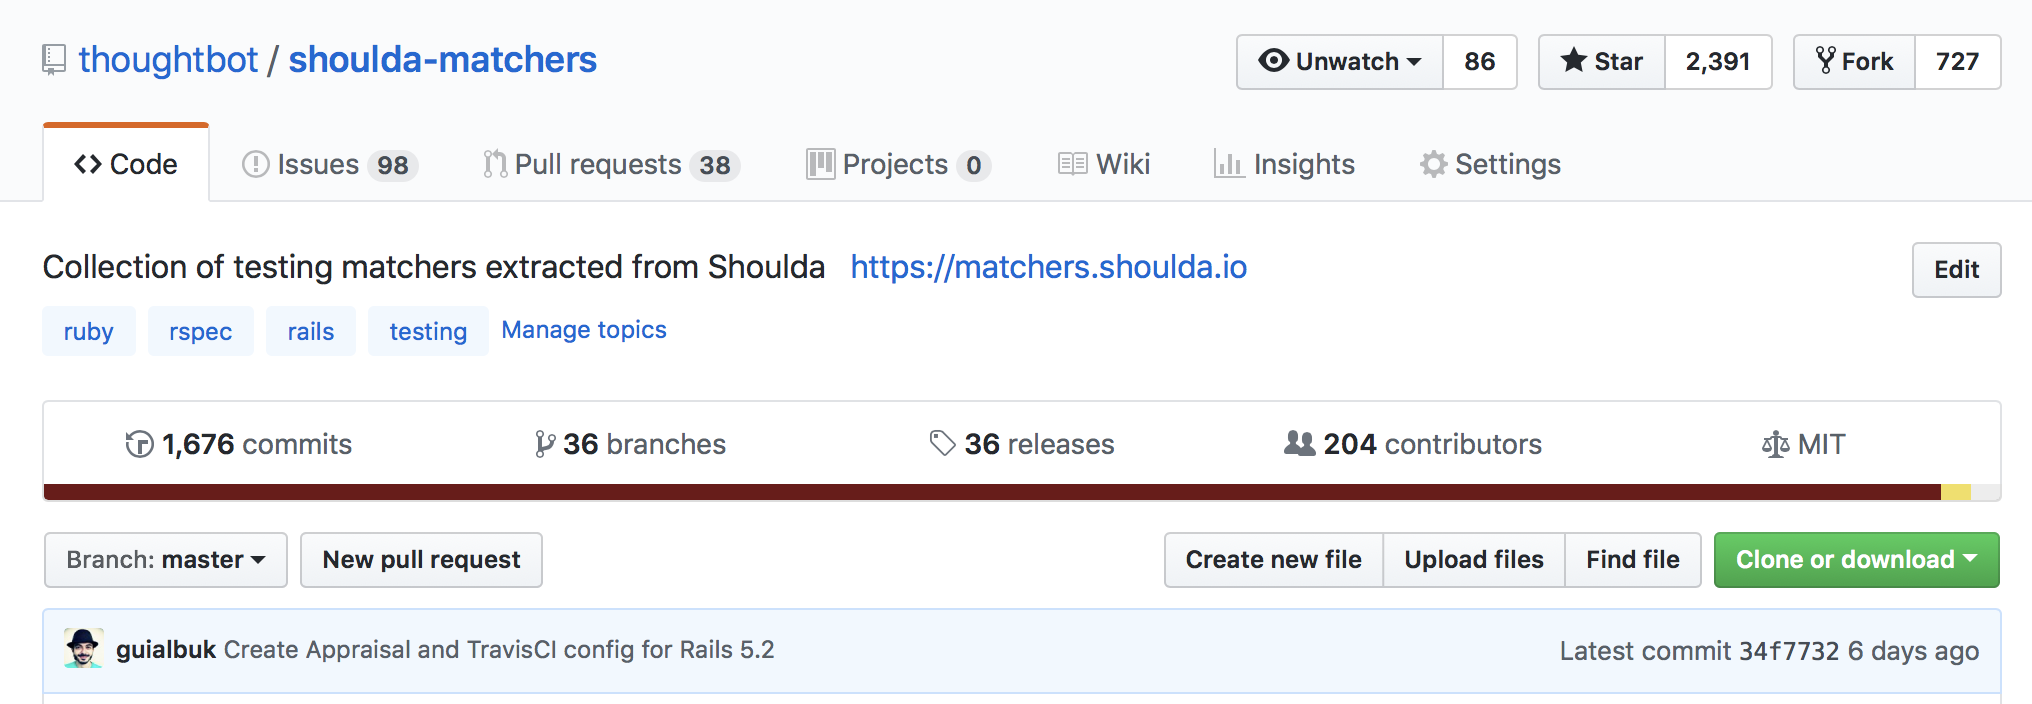 thoughtbot / shoulda-matchers Unwatch 86 Star 2,391 Fork 727
Code Issues 98 Pull requests 38 Projects 0 Wiki Insights Settings
Collection of testing matchers extracted from Shoulda https://matchers.shoulda.io Edit
ruby rspec rails testing Manage topics
1,676 commits 36 branches 36 releases 204 contributors MIT
Branch: master New pull request Create new file Upload files Find file Clone or download
guialbuk Create Appraisal and TravisCI config for Rails 5.2 Latest commit 34f7732 6 days ago